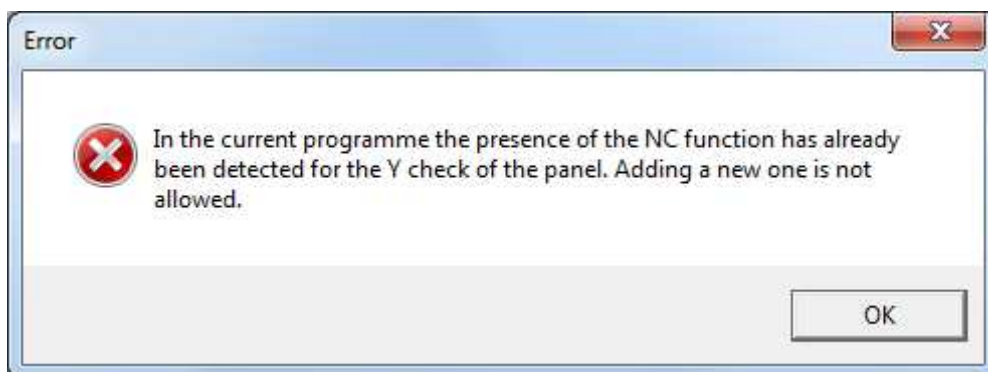 Error
In the current programme the presence of the NC function has already
been detected for the Y check of the panel. Adding a new one is not
allowed.
OK